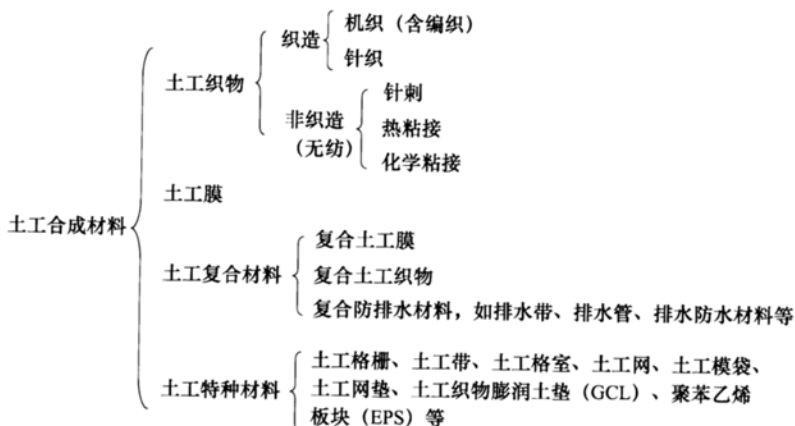 机织（含编织）
织造
针织
土工织物
针刺
非织造
（无纺）
热粘接
化学粘接
土工膜
土工合成材料
复合土工膜
土工复合材料
复合土工织物
复合防排水材料，如排水带、排水管、排水防水材料等
土工特种材料
土工格栅、土工带、土工格室、土工网、土工模袋、
土工网垫、土工织物膨润土垫（GCL）、聚苯乙烯
板块（EPS）等